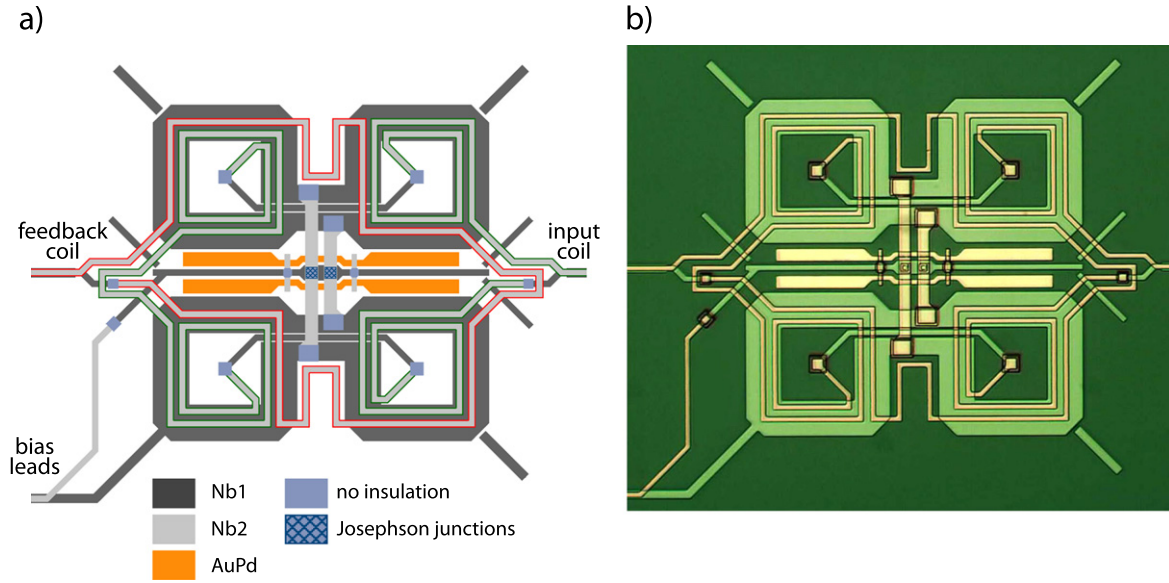 a)
b)
feedback
coil
input
coil
bias
leads
Nb1
no insulation
Nb2
Josephson junctions
AuPd